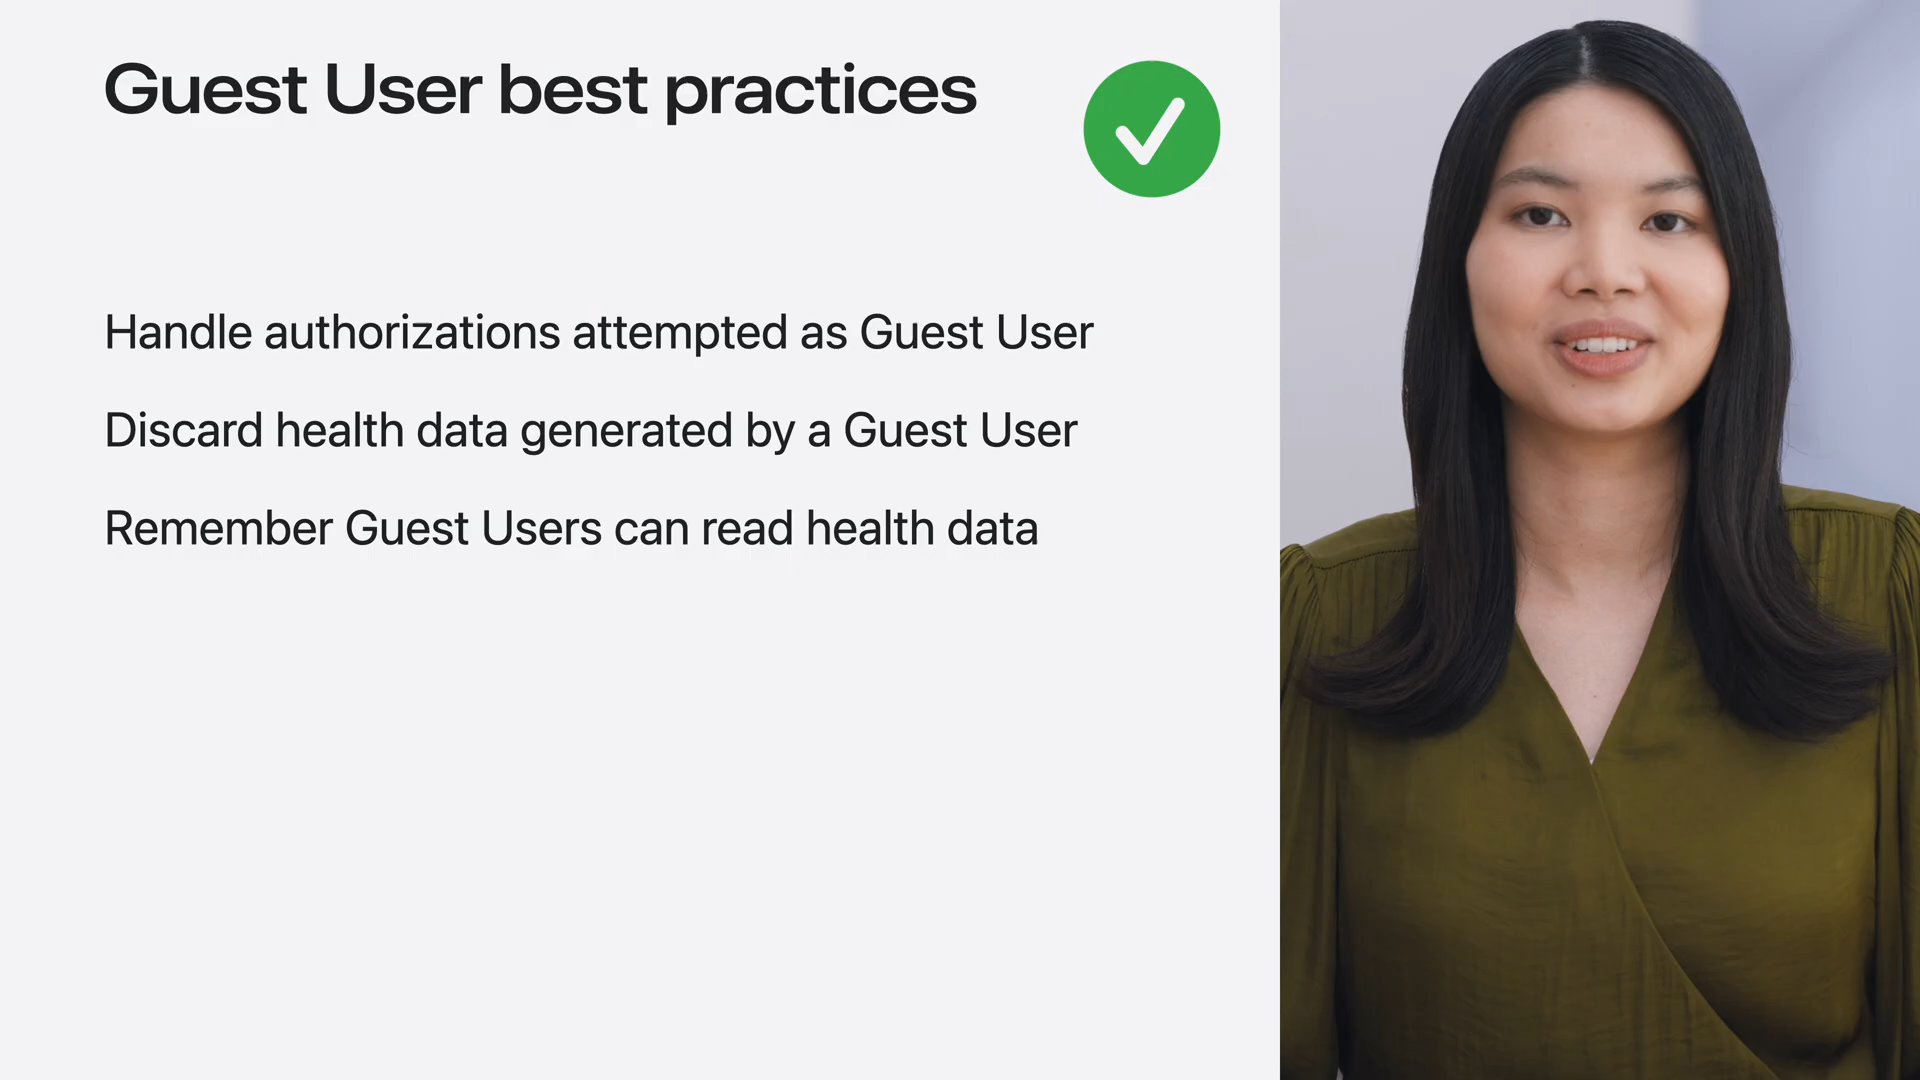 Guest User best practices
Handle authorizations attempted as Guest User
Discard health data generated by a Guest User
Remember Guest Users can read health data